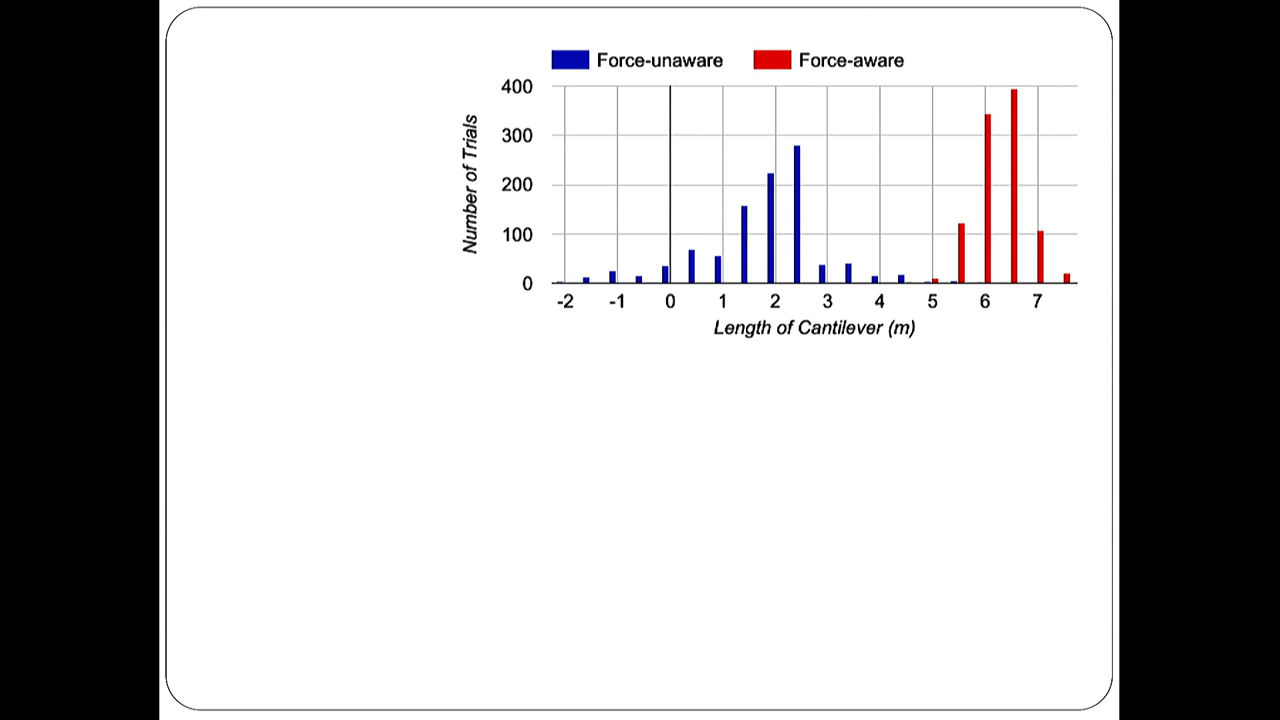 Force-unaware Force-aware
400
300
200
100
0
Number of Trials
-2 -1 0 1 2 3 4 5 6 7
Length of Cantilever (m)